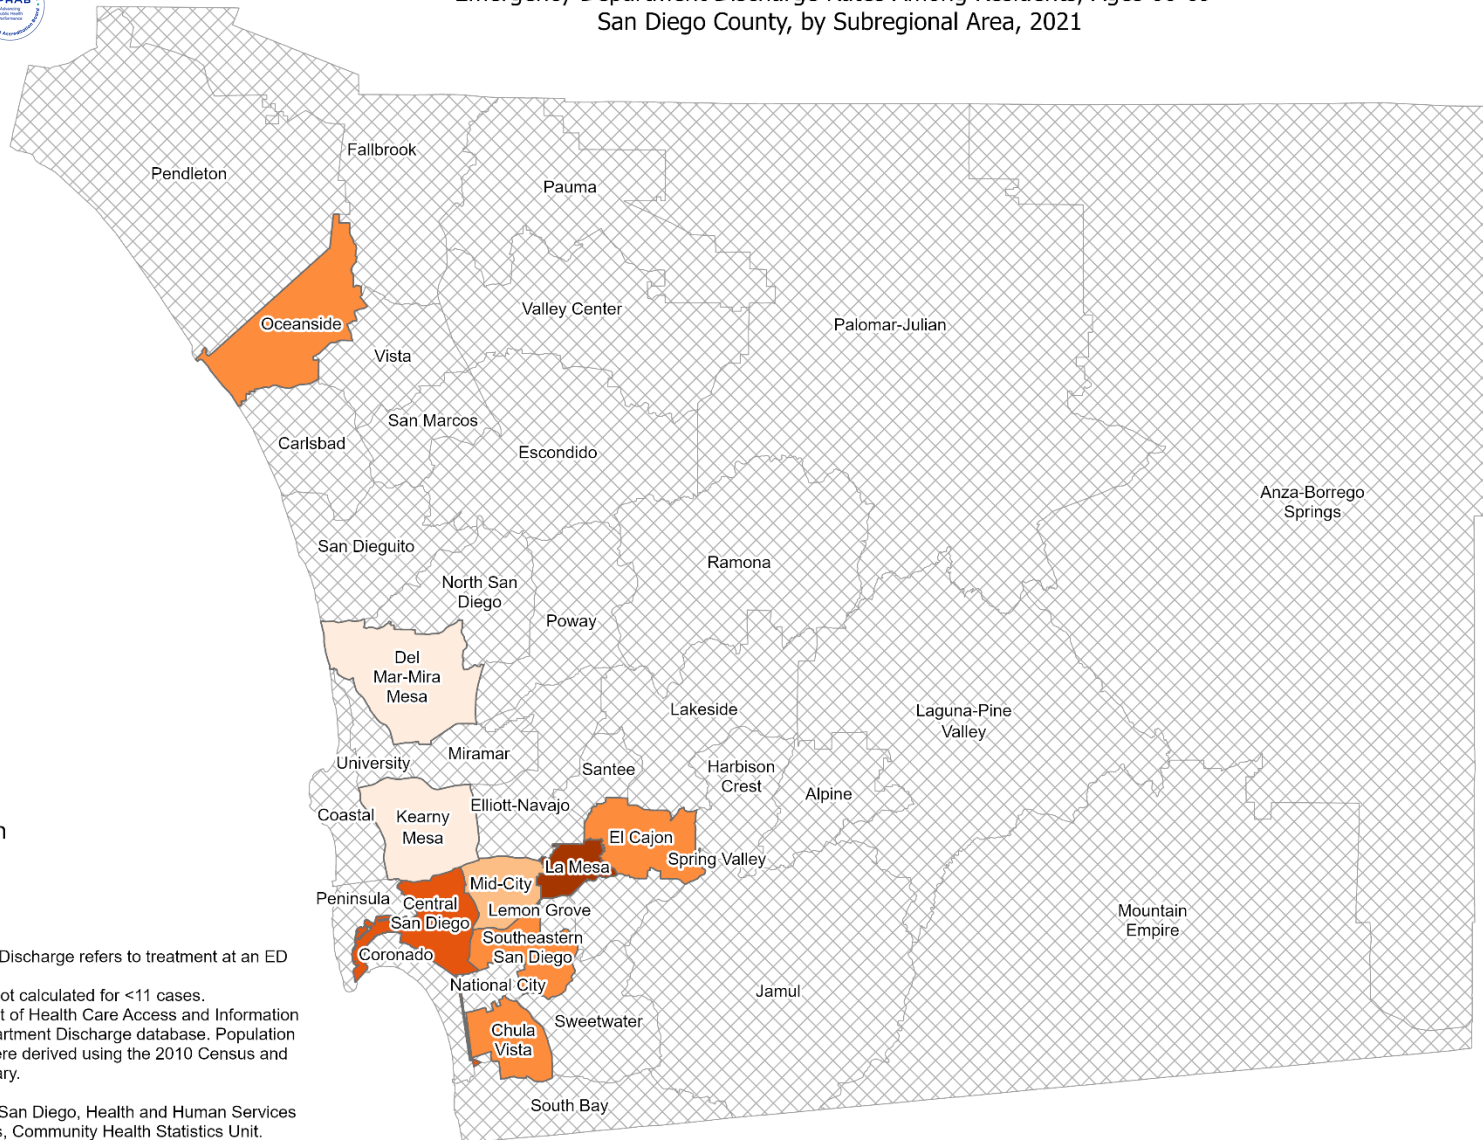 San Diego County, by Subregional Area, 2021
Advancing
Public Health
Performance
Pendleton
Fallbrook
Pauma
Oceanside
Vista
Valley Center
Palomar-Julian
San Marcos
Carlsbad
Escondido
Anza-Borrego
Springs
San Dieguito
North San
Diego
Ramona
Poway
Del
Mar-Mira
Mesa
Lakeside
Laguna-Pine
Valley
Miramar
University
Santee
Harbison
Crest
Alpine
Coastal
Kearny
Mesa
Elliott-Navajo
El Cajon
La Mesa
Spring Valley
Mid-City
Peninsula
Central
San Diego
Lemon Grove
Southeastern
San Diego
Coronado
National City
Mountain
Empire
Jamul
Sweetwater
Chula
Vista
South Bay
Discharge refers to treatment at an ED
ot calculated for <11 cases.
t of Health Care Access and Information
artment Discharge database. Population
ere derived using the 2010 Census and
ary.
San Diego, Health and Human Services
s, Community Health Statistics Unit.